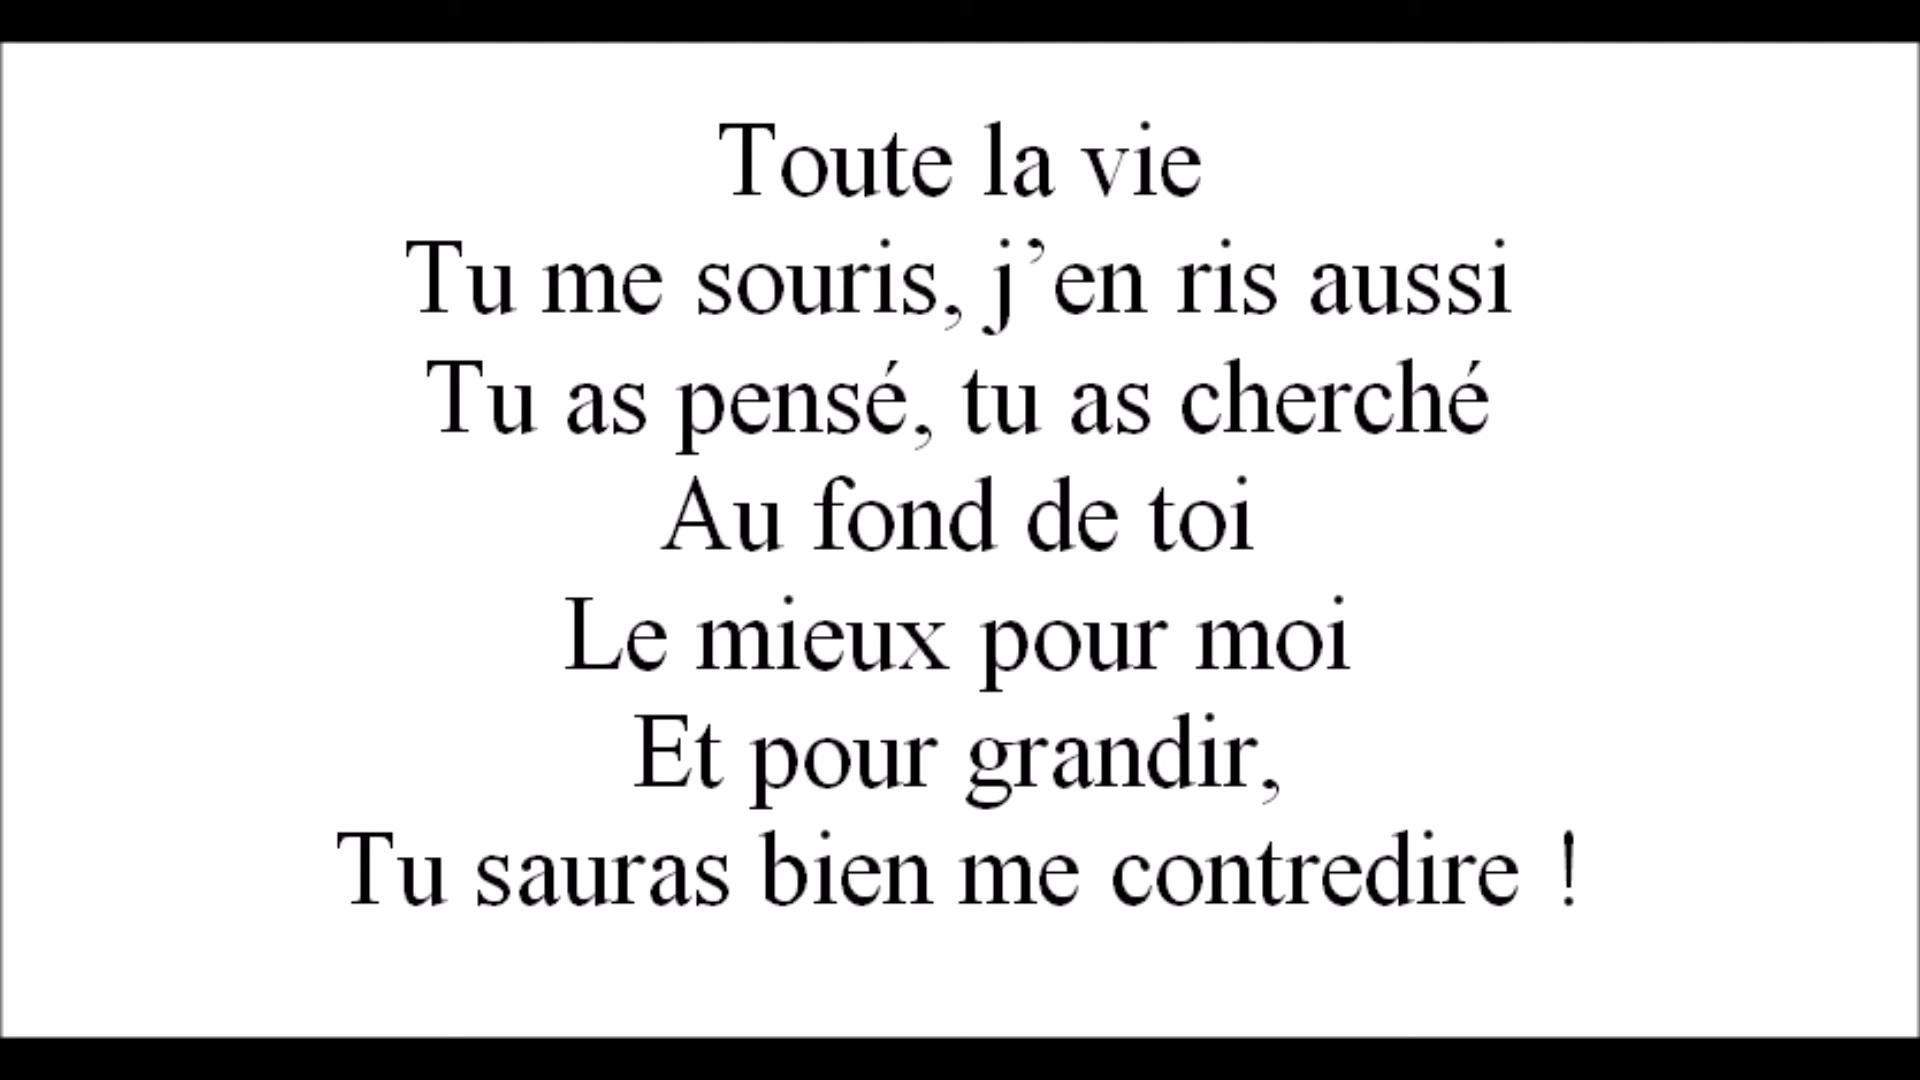 Toute la vie
Tu me souris, j’en ris aussi
Tu as pensé, tu as cherché
Au fond de toi
Le mieux pour moi
Et pour grandir,
Tu sauras bien me contredire !